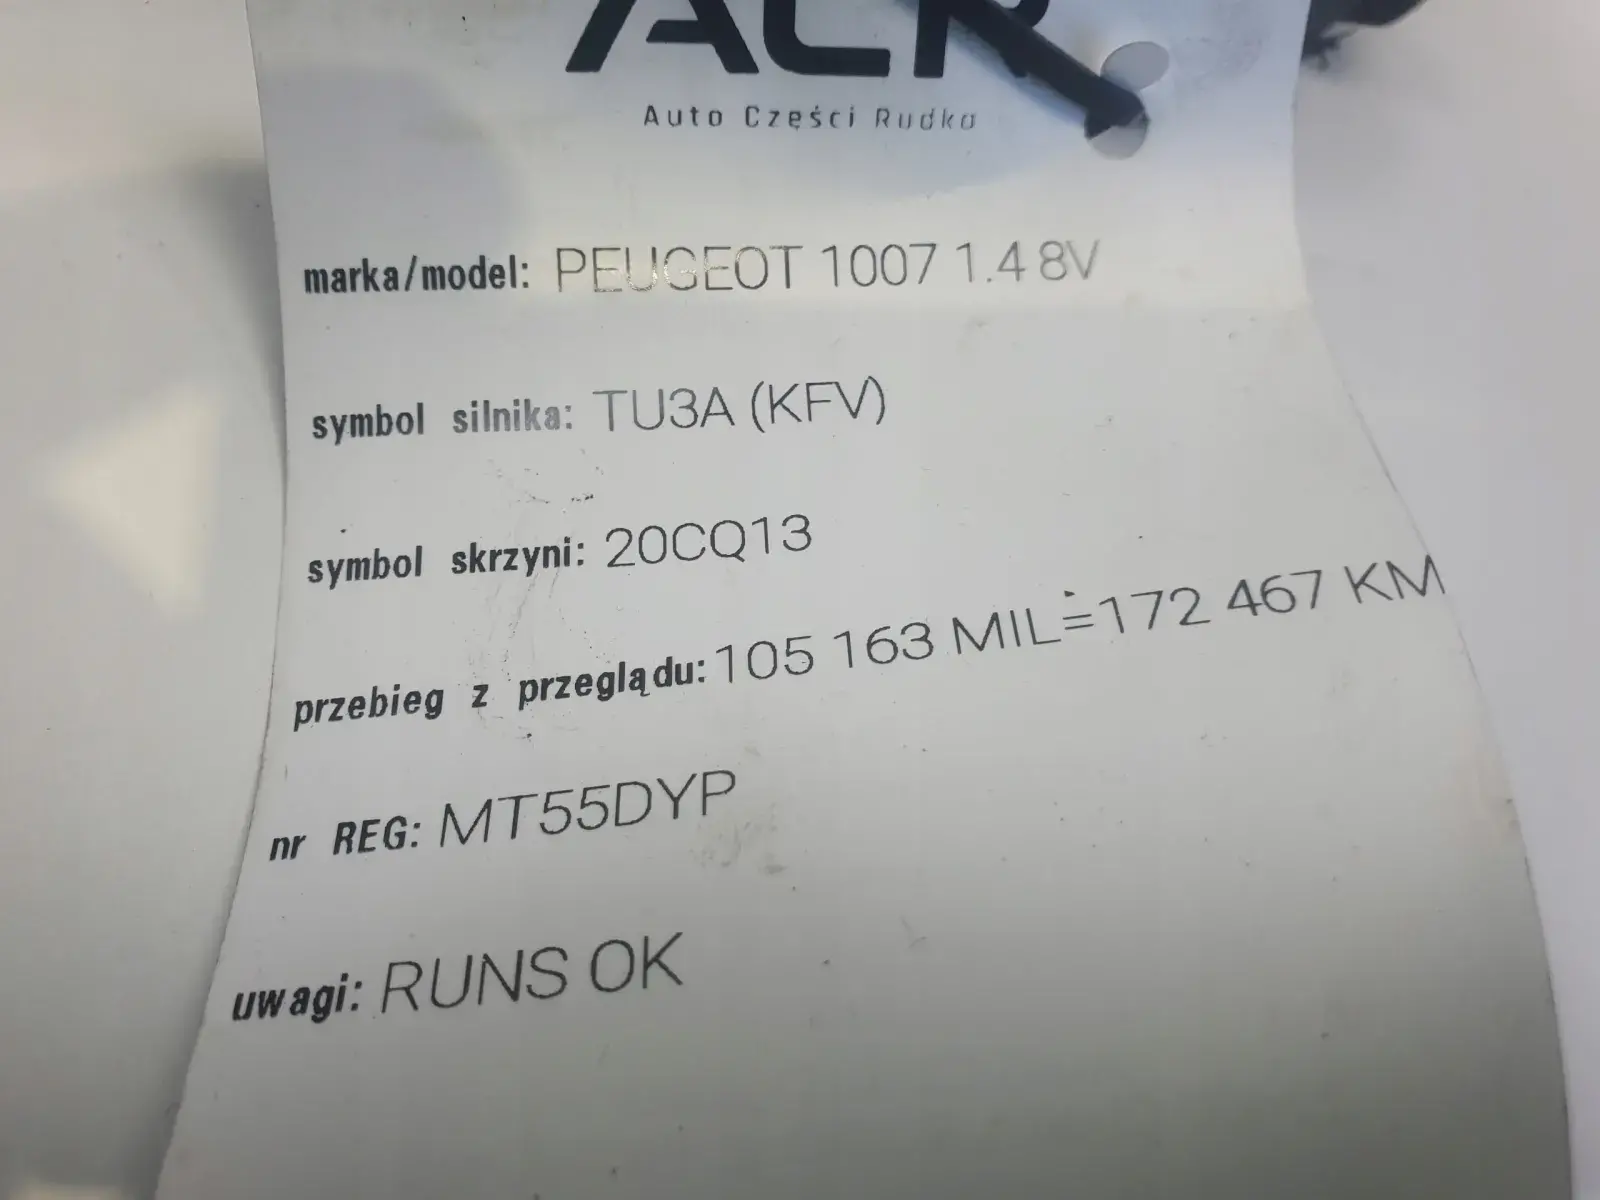 ACR
Auto Części Rudka
marka/model: PEUGEOT 1007 1.4 8V
symbol silnika: TU3A (KFV)
symbol skrzyni: 20CQ13
przebieg z przeglądu: 105 163 MIL=172 467 KM
nr REG: MT55DYP
uwagi: RUNS OK